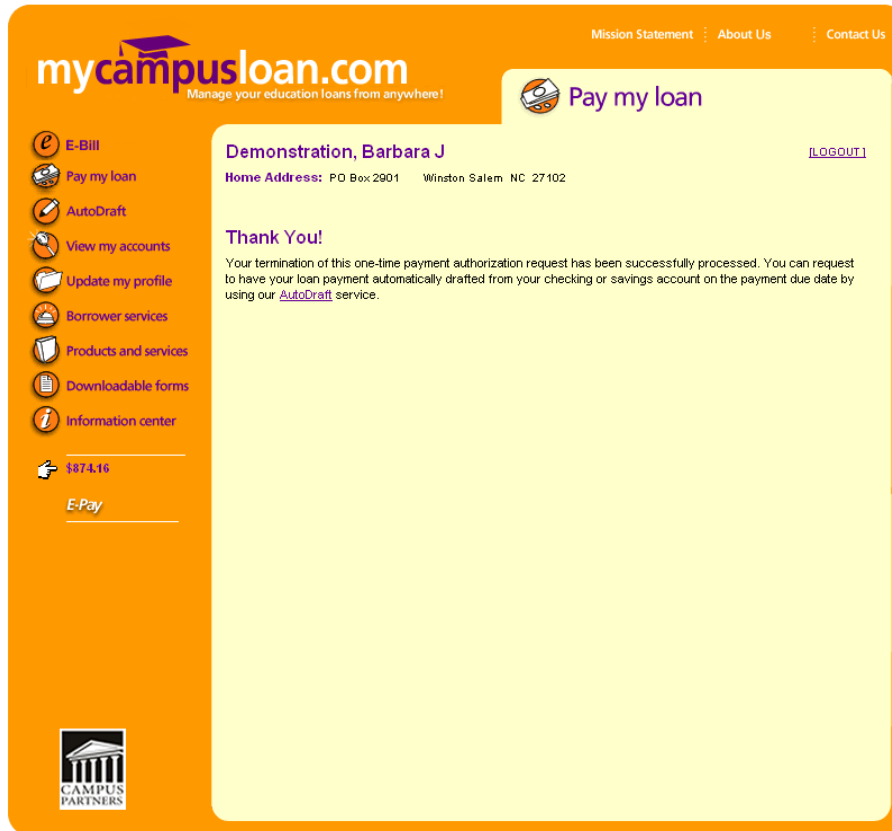 Mission Statement
About Us
Contact Us
mycampusloan.com
Manage your education loans from anywhere!
Pay my loan
E-Bill
Pay my loan
AutoDraft
View my accounts
Update my profile
Borrower services
Products and services
Downloadable forms
Information center
$874.16
E-Pay
CAMPUS
PARTNERS
Demonstration, Barbara J
[LOGOUT]
Home Address: PO Box 2901 Winston Salem NC 27102
Thank You!
Your termination of this one-time payment authorization request has been successfully processed. You can request
to have your loan payment automatically drafted from your checking or savings account on the payment due date by
using our AutoDraft service.